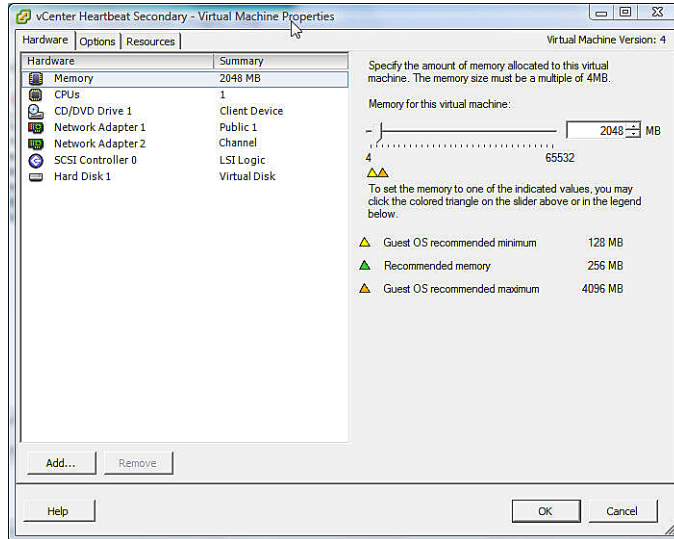 vCenter Heartbeat Secondary - Virtual Machine Properties
Hardware Options Resources Virtual Machine Version: 4
Hardware Summary
Memory 2048 MB
CPUs 1
CD/DVD Drive 1 Client Device
Network Adapter 1 Public 1
Network Adapter 2 Channel
SCSI Controller 0 LSI Logic
Hard Disk 1 Virtual Disk
Add... Remove
Specify the amount of memory allocated to this virtual
machine. The memory size must be a multiple of 4MB.
Memory for this virtual machine:
2048 MB
4 65532
To set the memory to one of the indicated values, you may
click the colored triangle on the slider above or in the legend
below.
Guest OS recommended minimum 128 MB
Recommended memory 256 MB
Guest OS recommended maximum 4096 MB
Help OK Cancel